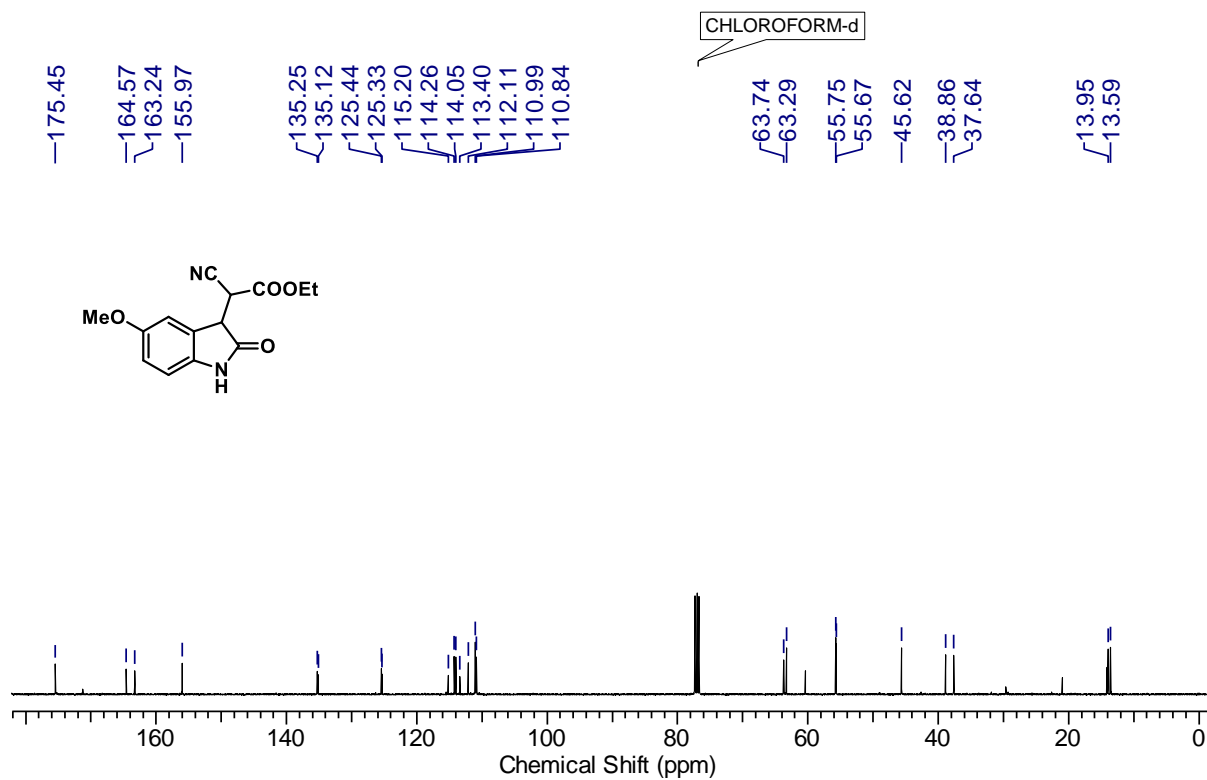 CHLOROFORM-d
175.45
164.57
163.24
155.97
135.25
135.12
125.44
125.33
115.20
114.26
114.05
113.40
112.11
110.99
110.84
63.74
63.29
55.75
55.67
45.62
38.86
37.64
13.95
13.59
NC
COOEt
MeO
O
N
H
160 140 120 100 80 60 40 20 0
Chemical Shift (ppm)